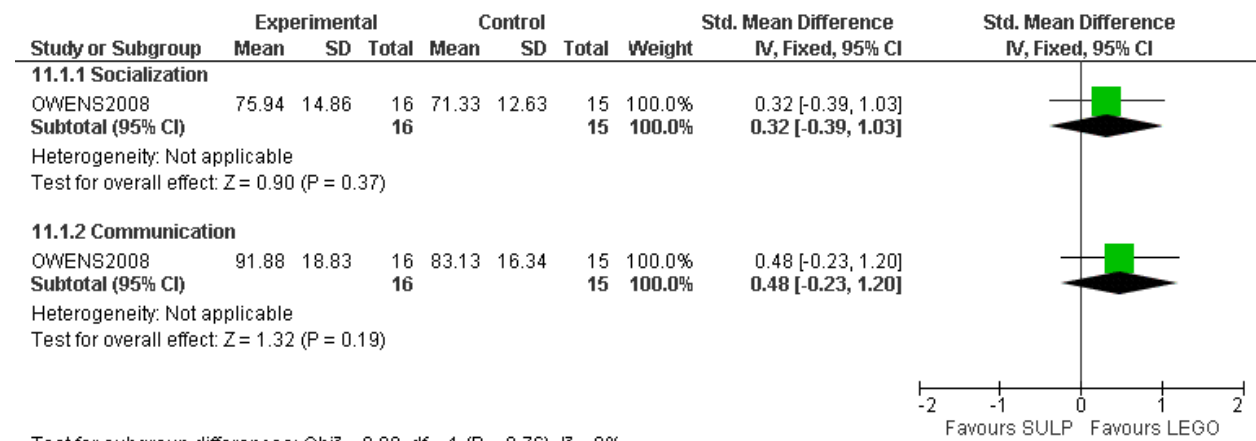 Experimental Control Std. Mean Difference Std. Mean Difference
Study or Subgroup Mean SD Total Mean SD Total Weight IV, Fixed, 95% CI IV, Fixed, 95% CI
11.1.1 Socialization
OWENS2008 75.94 14.86 16 71.33 12.63 15 100.0% 0.32 [-0.39, 1.03]
Subtotal (95% CI) 16 15 100.0% 0.32 [-0.39, 1.03]
Heterogeneity: Not applicable
Test for overall effect: Z = 0.90 (P = 0.37)
11.1.2 Communication
OWENS2008 91.88 18.83 16 83.13 16.34 15 100.0% 0.48 [-0.23, 1.20]
Subtotal (95% CI) 16 15 100.0% 0.48 [-0.23, 1.20]
Heterogeneity: Not applicable
Test for overall effect: Z = 1.32 (P = 0.19)
-2 -1 0 1 2
Favours SULP Favours LEGO
Test for subgroup differences: